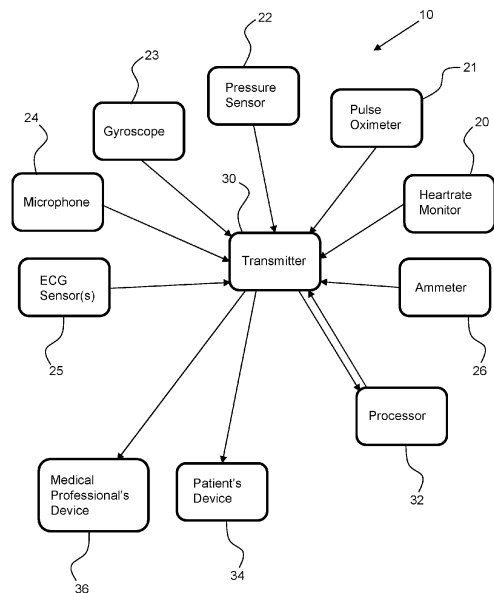 10
22
23
21
Pressure
Sensor
Pulse
Oximeter
Gyroscope
24
20
Microphone
30
Heartrate
Monitor
Transmitter
ECG
Sensor(s)
Ammeter
25
26
Processor
32
Medical
Professional's
Device
Patient's
Device
36
34